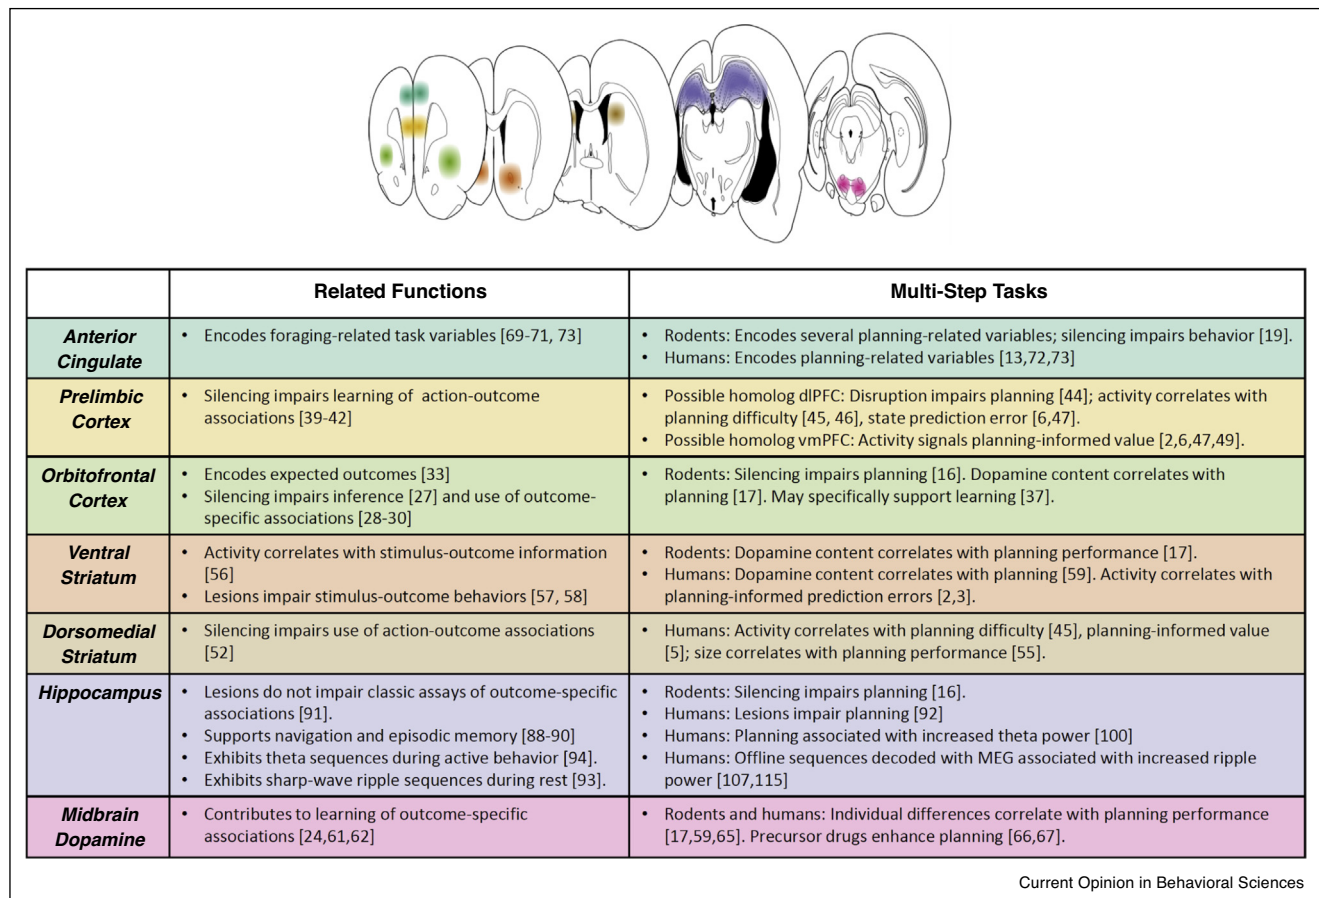 Related Functions
Multi-Step Tasks
Anterior
Cingulate
• Encodes foraging-related task variables [69-71, 73]
• Rodents: Encodes several planning-related variables; silencing impairs behavior [19].
• Humans: Encodes planning-related variables [13,72,73]
Prelimbic
Cortex
• Silencing impairs learning of action-outcome
associations [39-42]
• Possible homolog dlPFC: Disruption impairs planning [44]; activity correlates with
planning difficulty [45, 46], state prediction error [6,47].
• Possible homolog vmPFC: Activity signals planning-informed value [2,6,47,49].
Orbitofrontal
Cortex
• Encodes expected outcomes [33]
• Silencing impairs inference [27] and use of outcome-
specific associations [28-30]
• Rodents: Silencing impairs planning [16]. Dopamine content correlates with
planning [17]. May specifically support learning [37].
Ventral
Striatum
• Activity correlates with stimulus-outcome information
[56]
• Lesions impair stimulus-outcome behaviors [57, 58]
• Rodents: Dopamine content correlates with planning performance [17].
• Humans: Dopamine content correlates with planning [59]. Activity correlates with
planning-informed prediction errors [2,3].
Dorsomedial
Striatum
• Silencing impairs use of action-outcome associations
[52]
• Humans: Activity correlates with planning difficulty [45], planning-informed value
[5]; size correlates with planning performance [55].
Hippocampus
• Lesions do not impair classic assays of outcome-specific
associations [91].
• Supports navigation and episodic memory [88-90]
• Exhibits theta sequences during active behavior [94].
• Exhibits sharp-wave ripple sequences during rest [93].
• Rodents: Silencing impairs planning [16].
• Humans: Lesions impair planning [92]
• Humans: Planning associated with increased theta power [100]
• Humans: Offline sequences decoded with MEG associated with increased ripple
power [107,115]
Midbrain
Dopamine
• Contributes to learning of outcome-specific
associations [24,61,62]
• Rodents and humans: Individual differences correlate with planning performance
[17,59,65]. Precursor drugs enhance planning [66,67].
Current Opinion in Behavioral Sciences